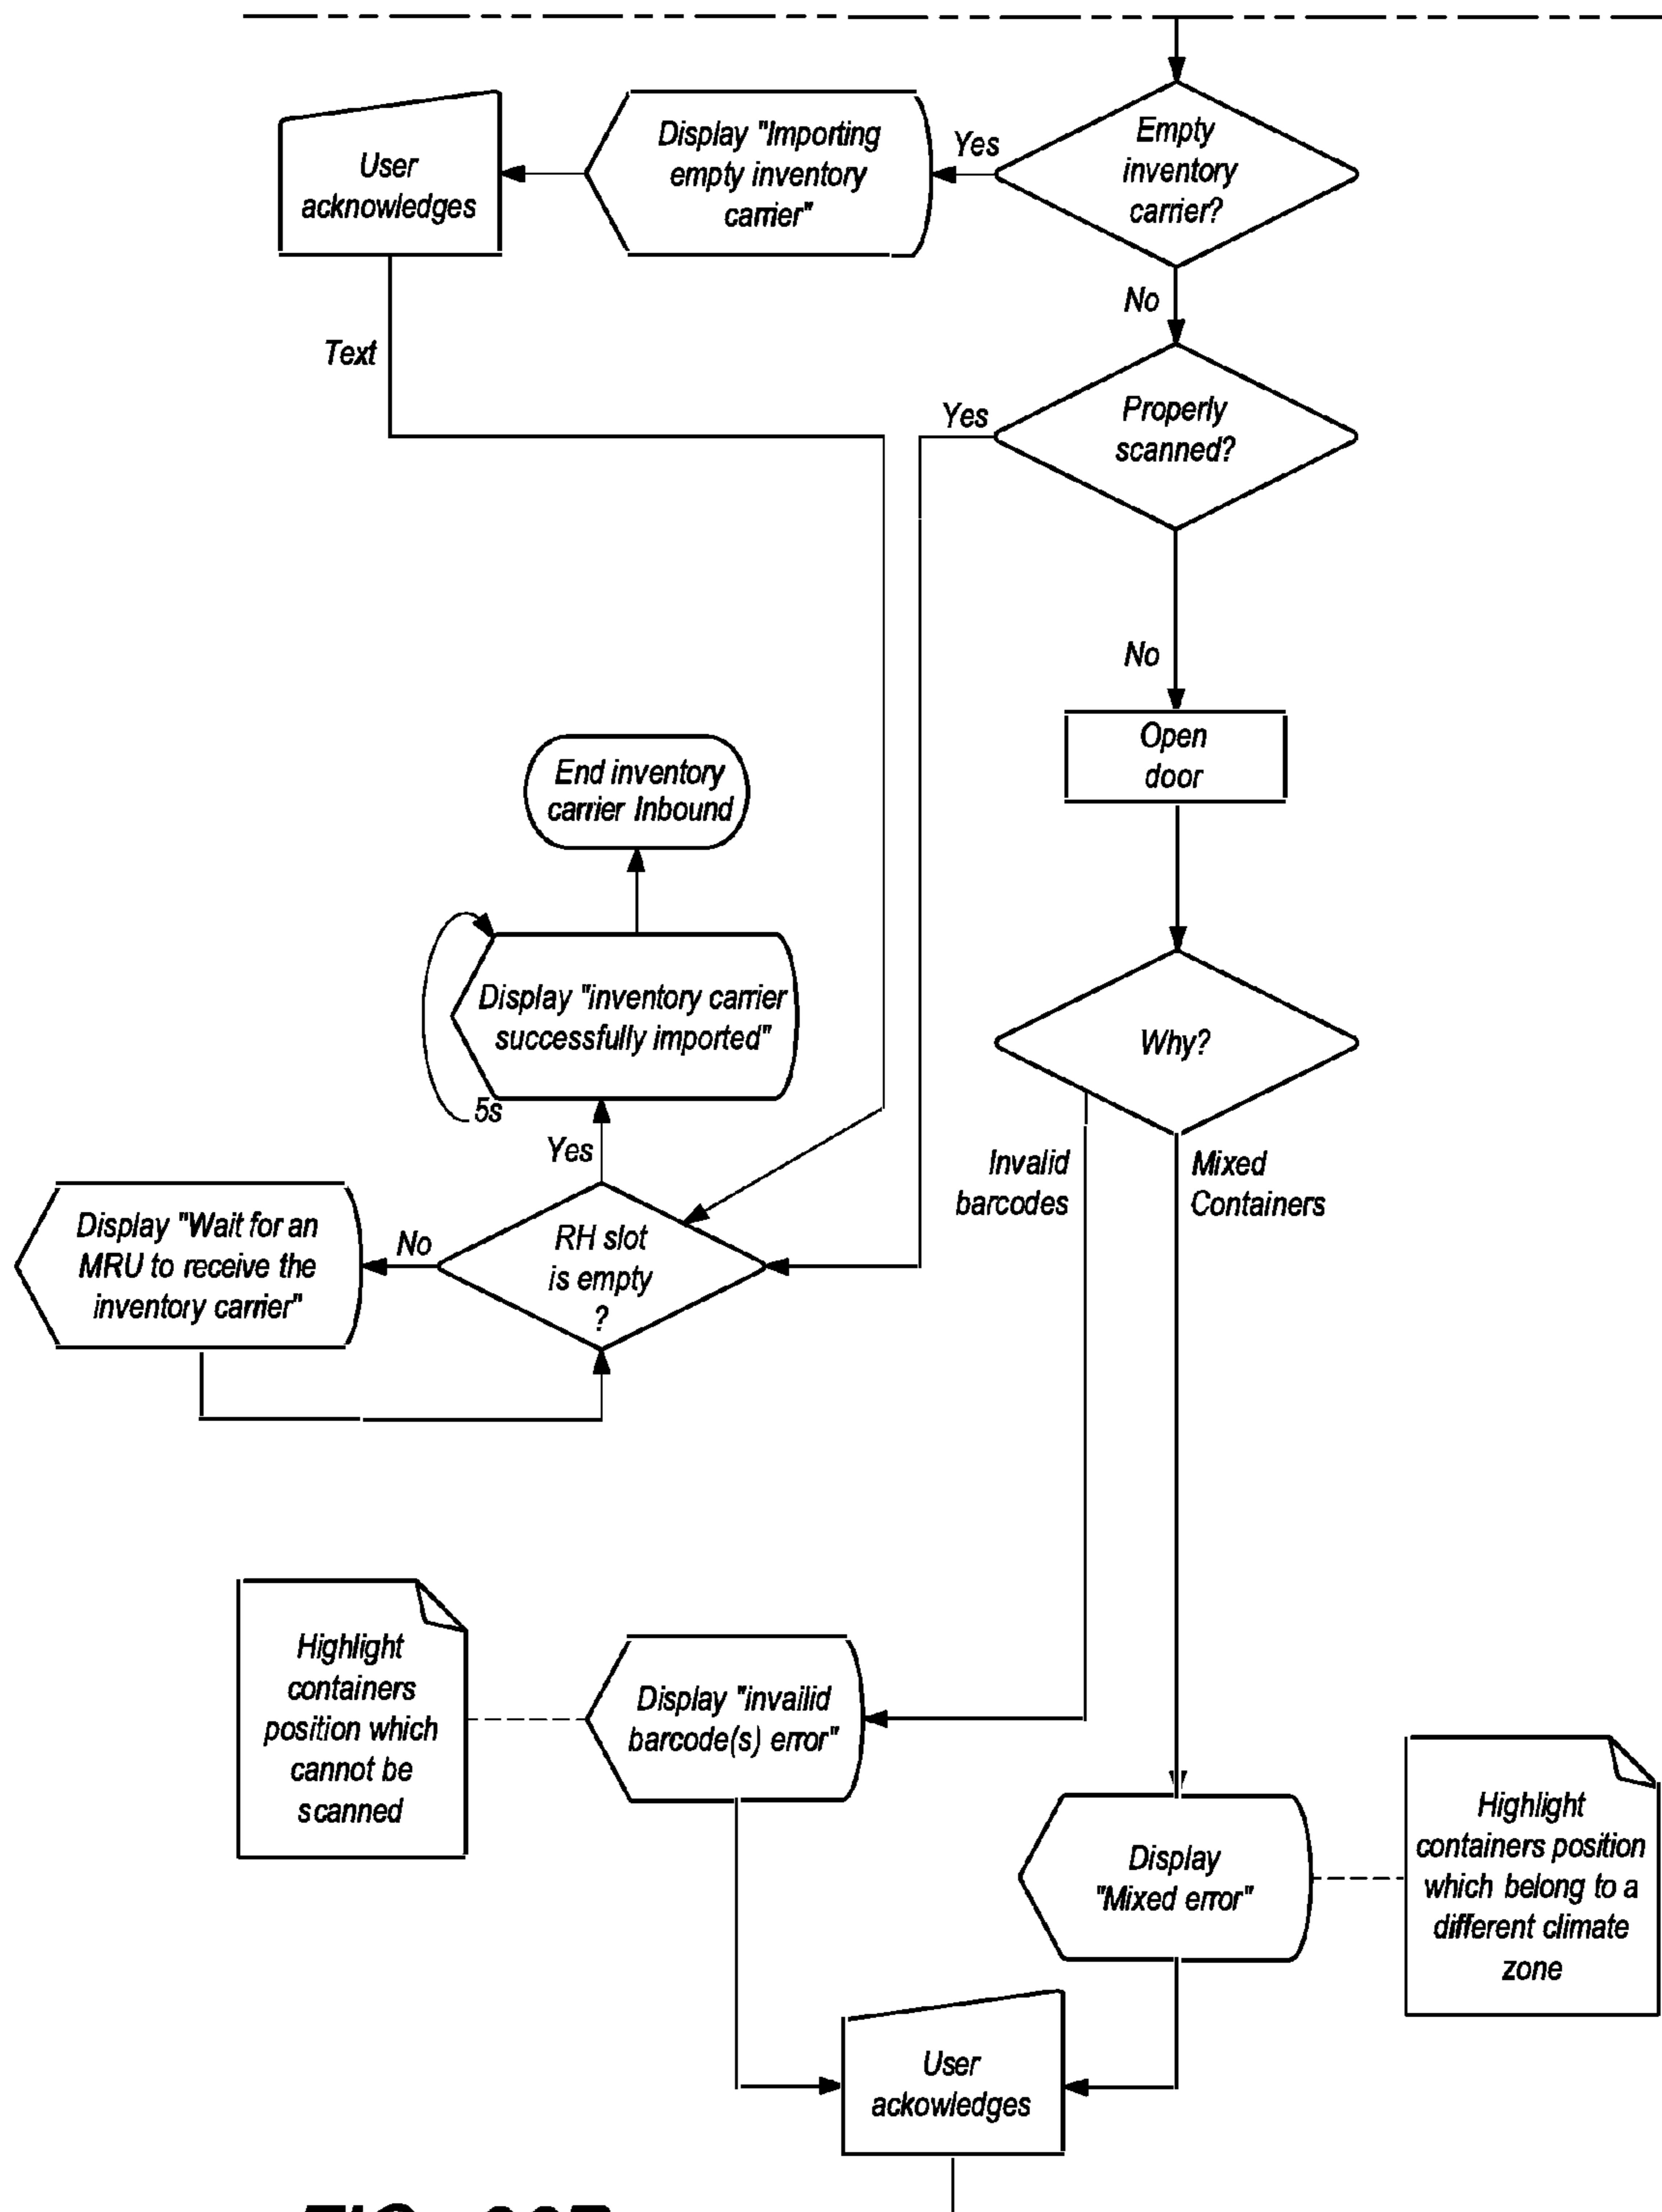 Empty
inventory
carrier?
Yes
Display "Importing
empty inventory
carrier"
User
acknowledges
Text
No
Properly
scanned?
Yes
No
Open
door
Why?
Invalid
barcodes
Mixed
Containers
End inventory
carrier Inbound
Display "inventory carrier
successfully imported"
5s
Yes
RH slot
is empty
?
No
Display "Wait for an
MRU to receive the
inventory carrier"
Highlight
containers
position which
cannot be
scanned
Display "invailid
barcode(s) error"
Display
"Mixed error"
Highlight
containers position
which belong to a
different climate
zone
User
ackowledges